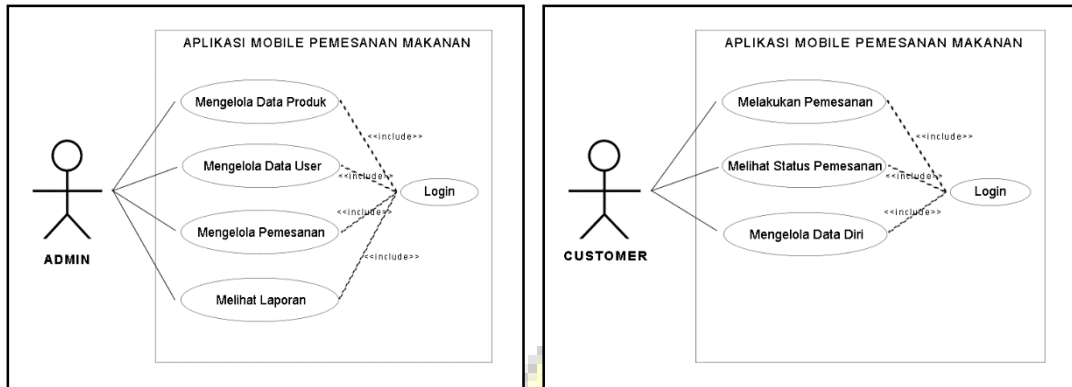 APLIKASI MOBILE PEMESANAN MAKANAN
Mengelola Data Produk
<<include>>
Mengelola Data User
<<include>>
Login
<<include>>
Mengelola Pemesanan
<<include>>
Melihat Laporan
ADMIN
APLIKASI MOBILE PEMESANAN MAKANAN
Melakukan Pemesanan
<<include>>
Melihat Status Pemesanan
<<include>>
Login
<<include>>
Mengelola Data Diri
CUSTOMER